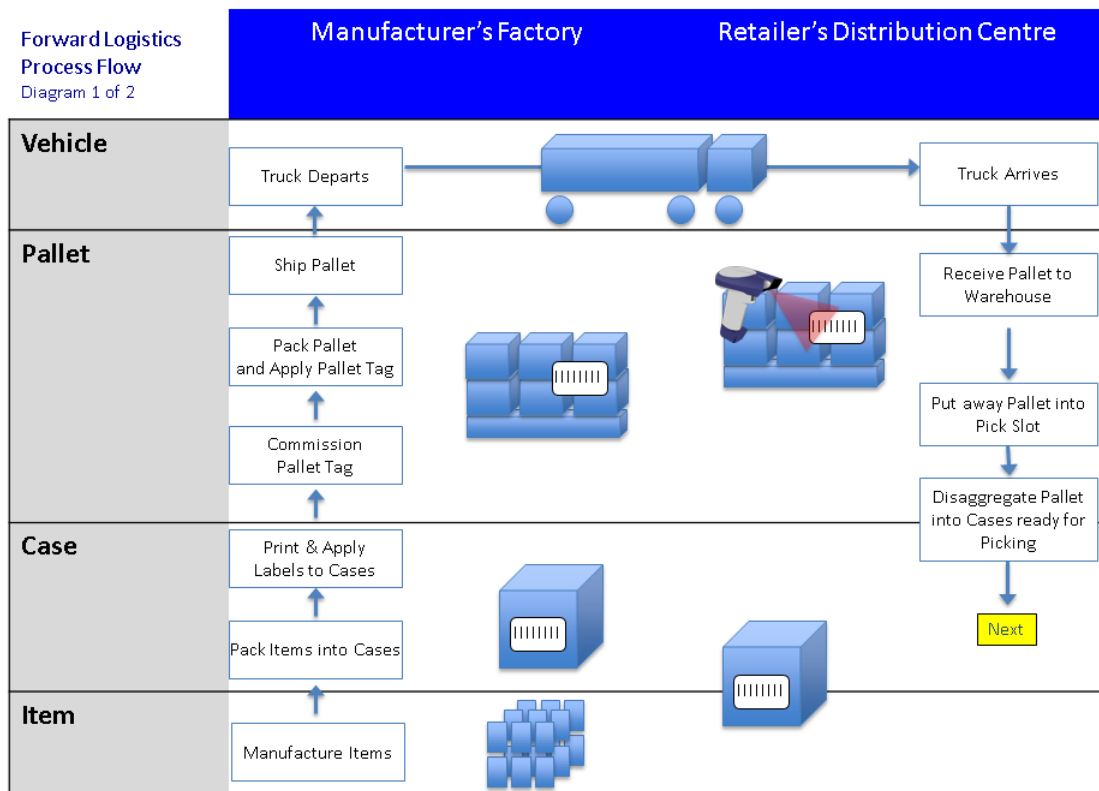 Forward Logistics
Process Flow
Diagram 1 of 2
Manufacturer's Factory
Retailer's Distribution Centre
Vehicle
Truck Departs
Truck Arrives
Pallet
Ship Pallet
Receive Pallet to
Warehouse
Pack Pallet
and Apply Pallet Tag
Put away Pallet into
Pick Slot
Commission
Pallet Tag
Disaggregate Pallet
into Cases ready for
Picking
Case
Print & Apply
Labels to Cases
Pack Items into Cases
Next
Item
Manufacture Items